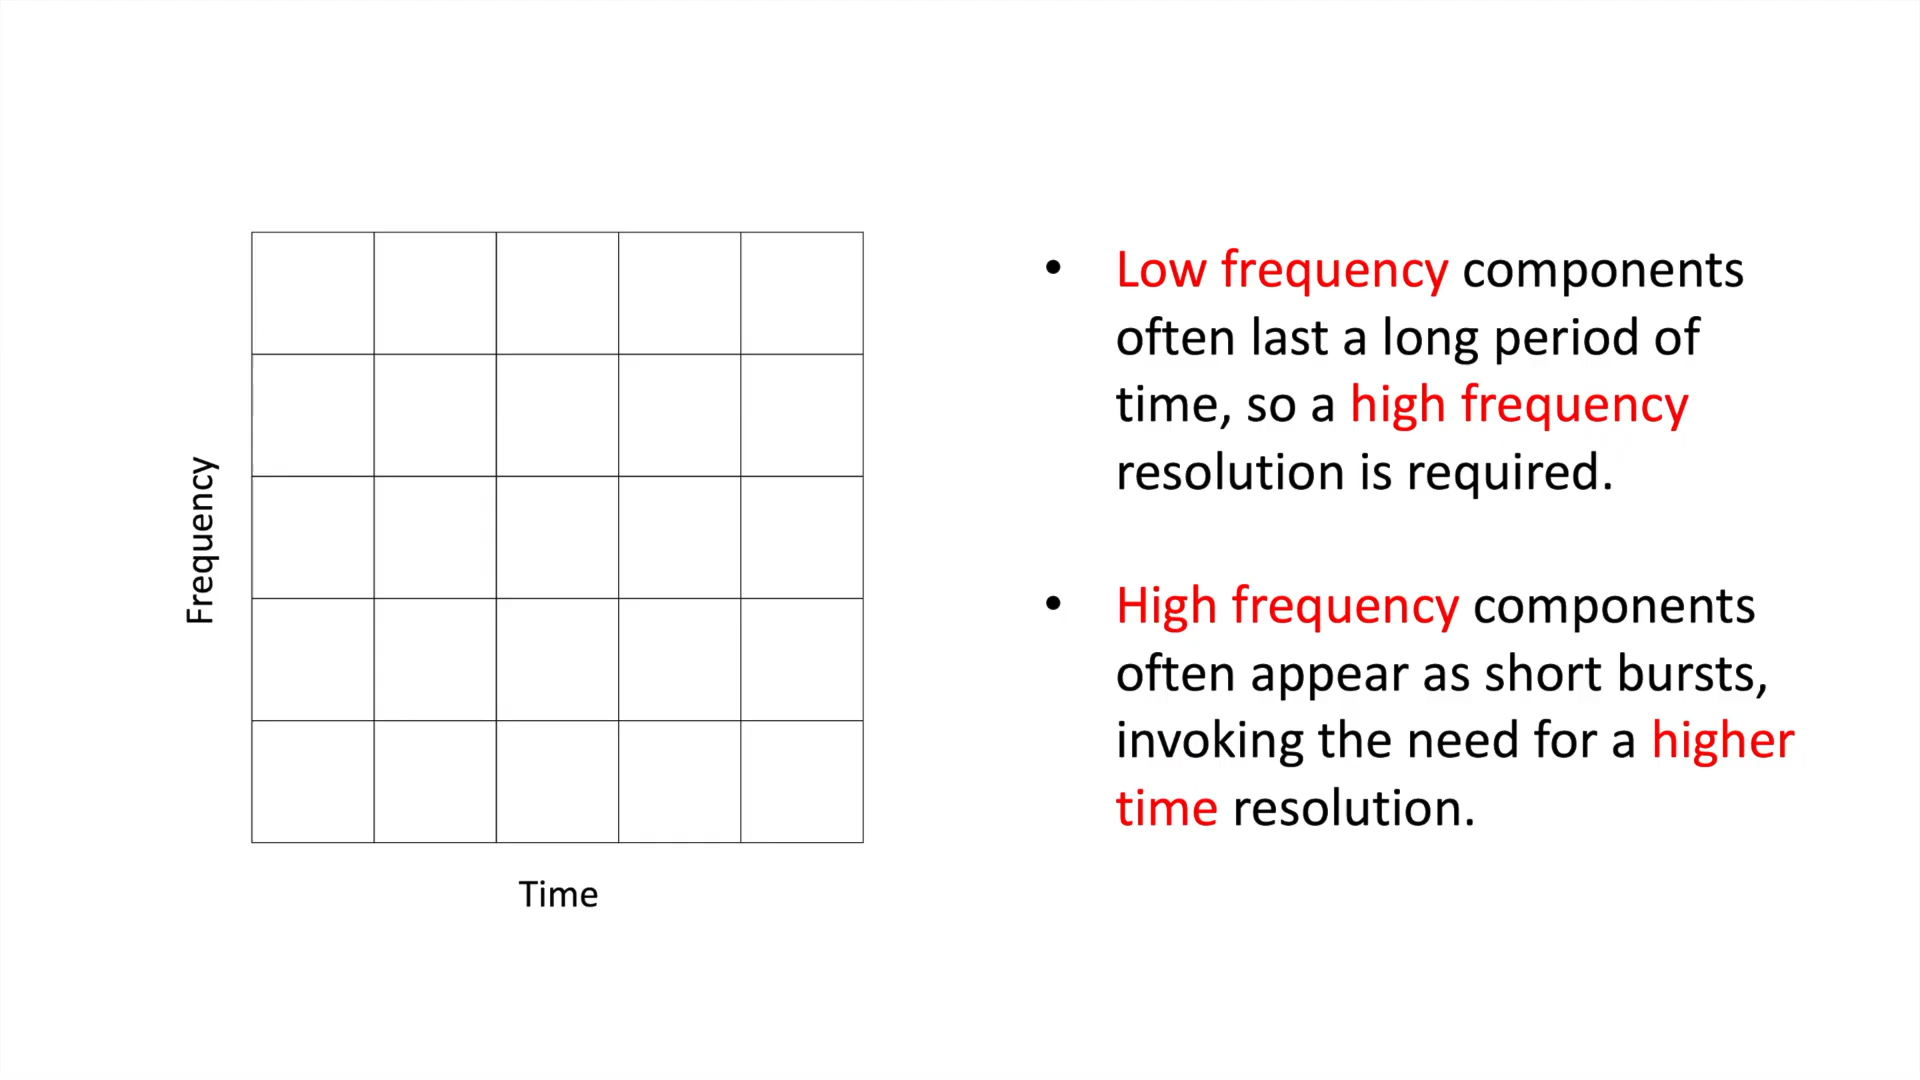 Frequency
Time
• Low frequency components
often last a long period of
time, so a high frequency
resolution is required.
• High frequency components
often appear as short bursts,
invoking the need for a higher
time resolution.